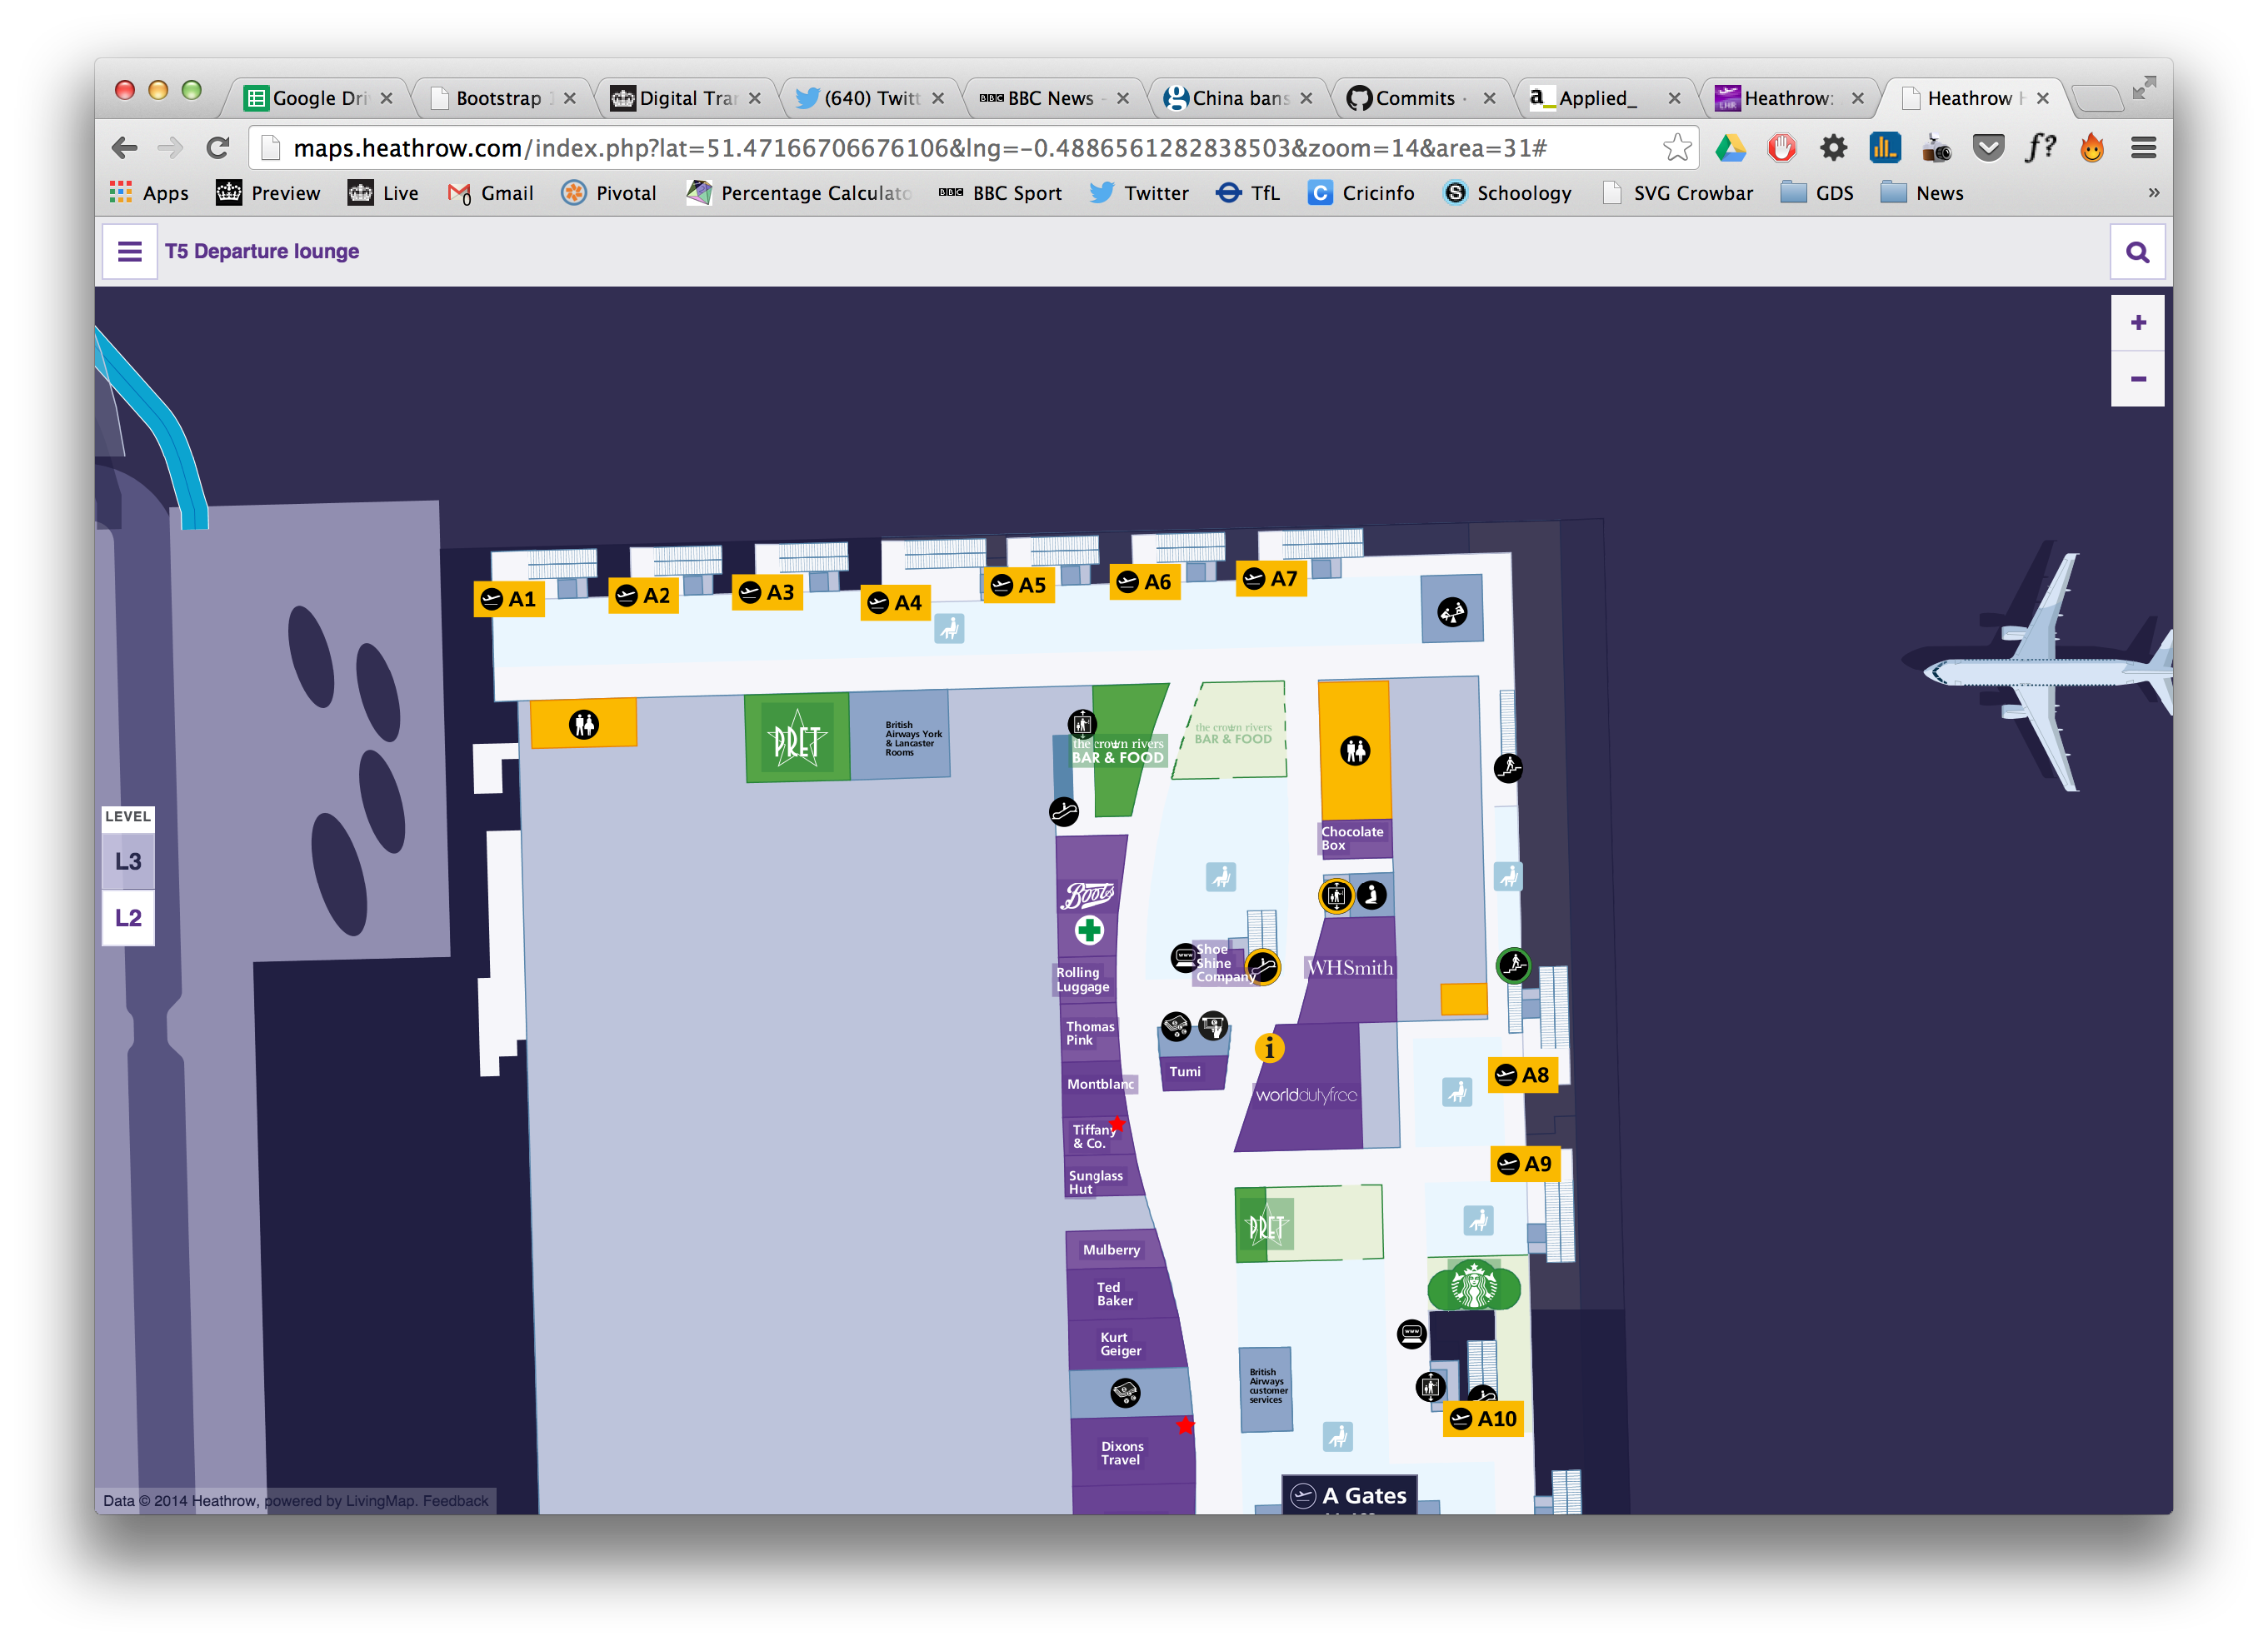 Google Dri
Bootstrap
Digital Tra
(640) Twitt
BBC BBC News -
China bans
Commits ·
a_ Applied_
LHR Heathrow:
Heathrow H
maps.heathrow.com/index.php?lat=51.47166706676106&lng=-0.4886561282838503&zoom=14&area=31#
f?
Apps
Preview
Live
Gmail
Pivotal
Percentage Calculato
BBC BBC Sport
Twitter
TfL
C Cricinfo
S Schoology
SVG Crowbar
GDS
News
»
T5 Departure lounge
+
−
A1
A2
A3
A4
A5
A6
A7
PRET
British
Airways York
& Lancaster
Rooms
the crown rivers
BAR & FOOD
the crown rivers
BAR & FOOD
LEVEL
L3
L2
Chocolate
Box
Boots
Shoe
Shine
Company
www
WHSmith
Rolling
Luggage
Thomas
Pink
i
Tumi
Montblanc
worlddutyfree
A8
Tiffany
& Co.
A9
Sunglass
Hut
PRET
Mulberry
Ted
Baker
Kurt
Geiger
www
British
Airways
customer
services
A10
Dixons
Travel
A Gates
Data © 2014 Heathrow, powered by LivingMap. Feedback